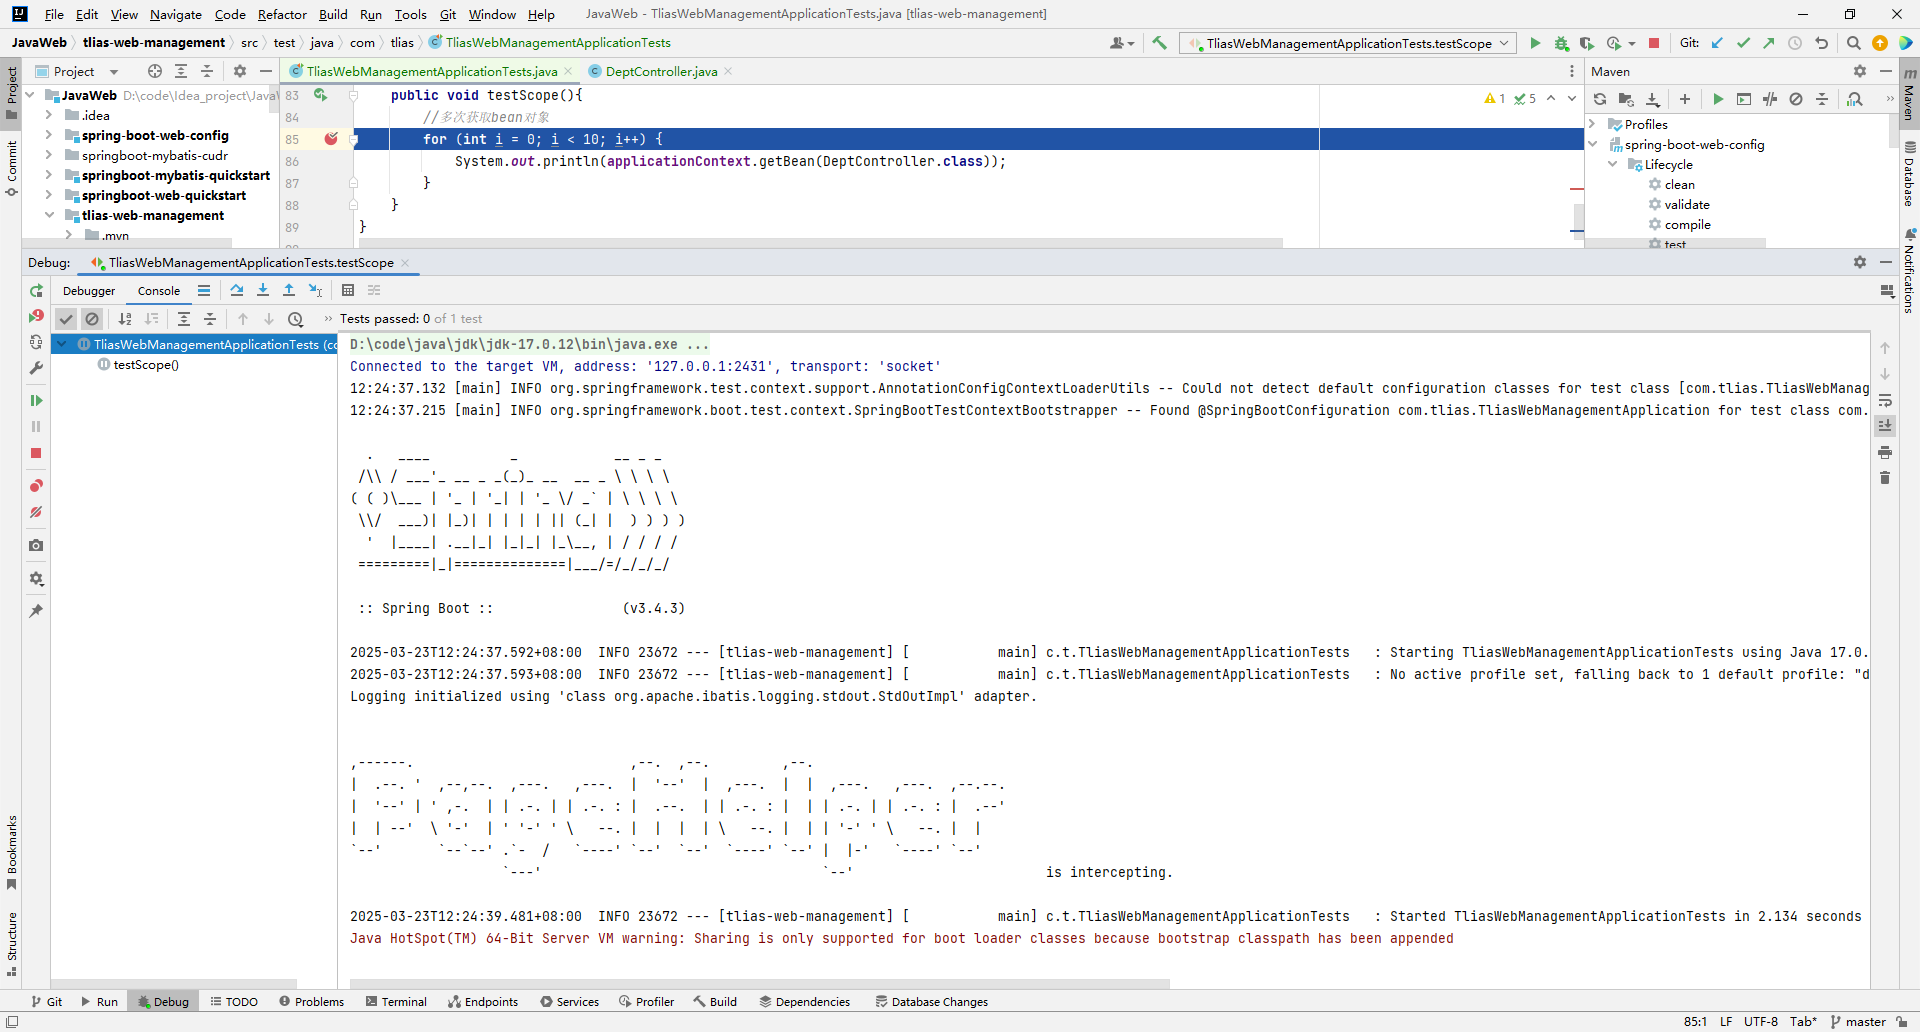 File Edit View Navigate Code Refactor Build Run Tools Git Window Help JavaWeb - TliasWebManagementApplicationTests.java [tlias-web-management]
JavaWeb tlias-web-management src test java com tlias TliasWebManagementApplicationTests
TliasWebManagementApplicationTests.testScope Git:
Project
TliasWebManagementApplicationTests.java DeptController.java
Maven
JavaWeb D:\code\Idea_project\Java
.idea
spring-boot-web-config
springboot-mybatis-cudr
springboot-mybatis-quickstart
springboot-web-quickstart
tlias-web-management
.mvn
83 public void testScope(){
84 //多次获取bean对象
85 for (int i = 0; i < 10; i++) {
86 System.out.println(applicationContext.getBean(DeptController.class));
87 }
88 }
89 }
1 5
Profiles
spring-boot-web-config
Lifecycle
clean
validate
compile
test
Project
Commit
Bookmarks
Structure
Maven
Database
Notifications
Debug: TliasWebManagementApplicationTests.testScope
Debugger Console
Tests passed: 0 of 1 test
TliasWebManagementApplicationTests (co
testScope()
D:\code\java\jdk\jdk-17.0.12\bin\java.exe ...
Connected to the target VM, address: '127.0.0.1:2431', transport: 'socket'
12:24:37.132 [main] INFO org.springframework.test.context.support.AnnotationConfigContextLoaderUtils -- Could not detect default configuration classes for test class [com.tlias.TliasWebManag
12:24:37.215 [main] INFO org.springframework.boot.test.context.SpringBootTestContextBootstrapper -- Found @SpringBootConfiguration com.tlias.TliasWebManagementApplication for test class com.
:: Spring Boot :: (v3.4.3)
2025-03-23T12:24:37.592+08:00 INFO 23672 --- [tlias-web-management] [ main] c.t.TliasWebManagementApplicationTests : Starting TliasWebManagementApplicationTests using Java 17.0.
2025-03-23T12:24:37.593+08:00 INFO 23672 --- [tlias-web-management] [ main] c.t.TliasWebManagementApplicationTests : No active profile set, falling back to 1 default profile: "d
Logging initialized using 'class org.apache.ibatis.logging.stdout.StdOutImpl' adapter.
PageHelper
is intercepting.
2025-03-23T12:24:39.481+08:00 INFO 23672 --- [tlias-web-management] [ main] c.t.TliasWebManagementApplicationTests : Started TliasWebManagementApplicationTests in 2.134 seconds
Java HotSpot(TM) 64-Bit Server VM warning: Sharing is only supported for boot loader classes because bootstrap classpath has been appended
Git Run Debug TODO Problems Terminal Endpoints Services Profiler Build Dependencies Database Changes
85:1 LF UTF-8 Tab* master